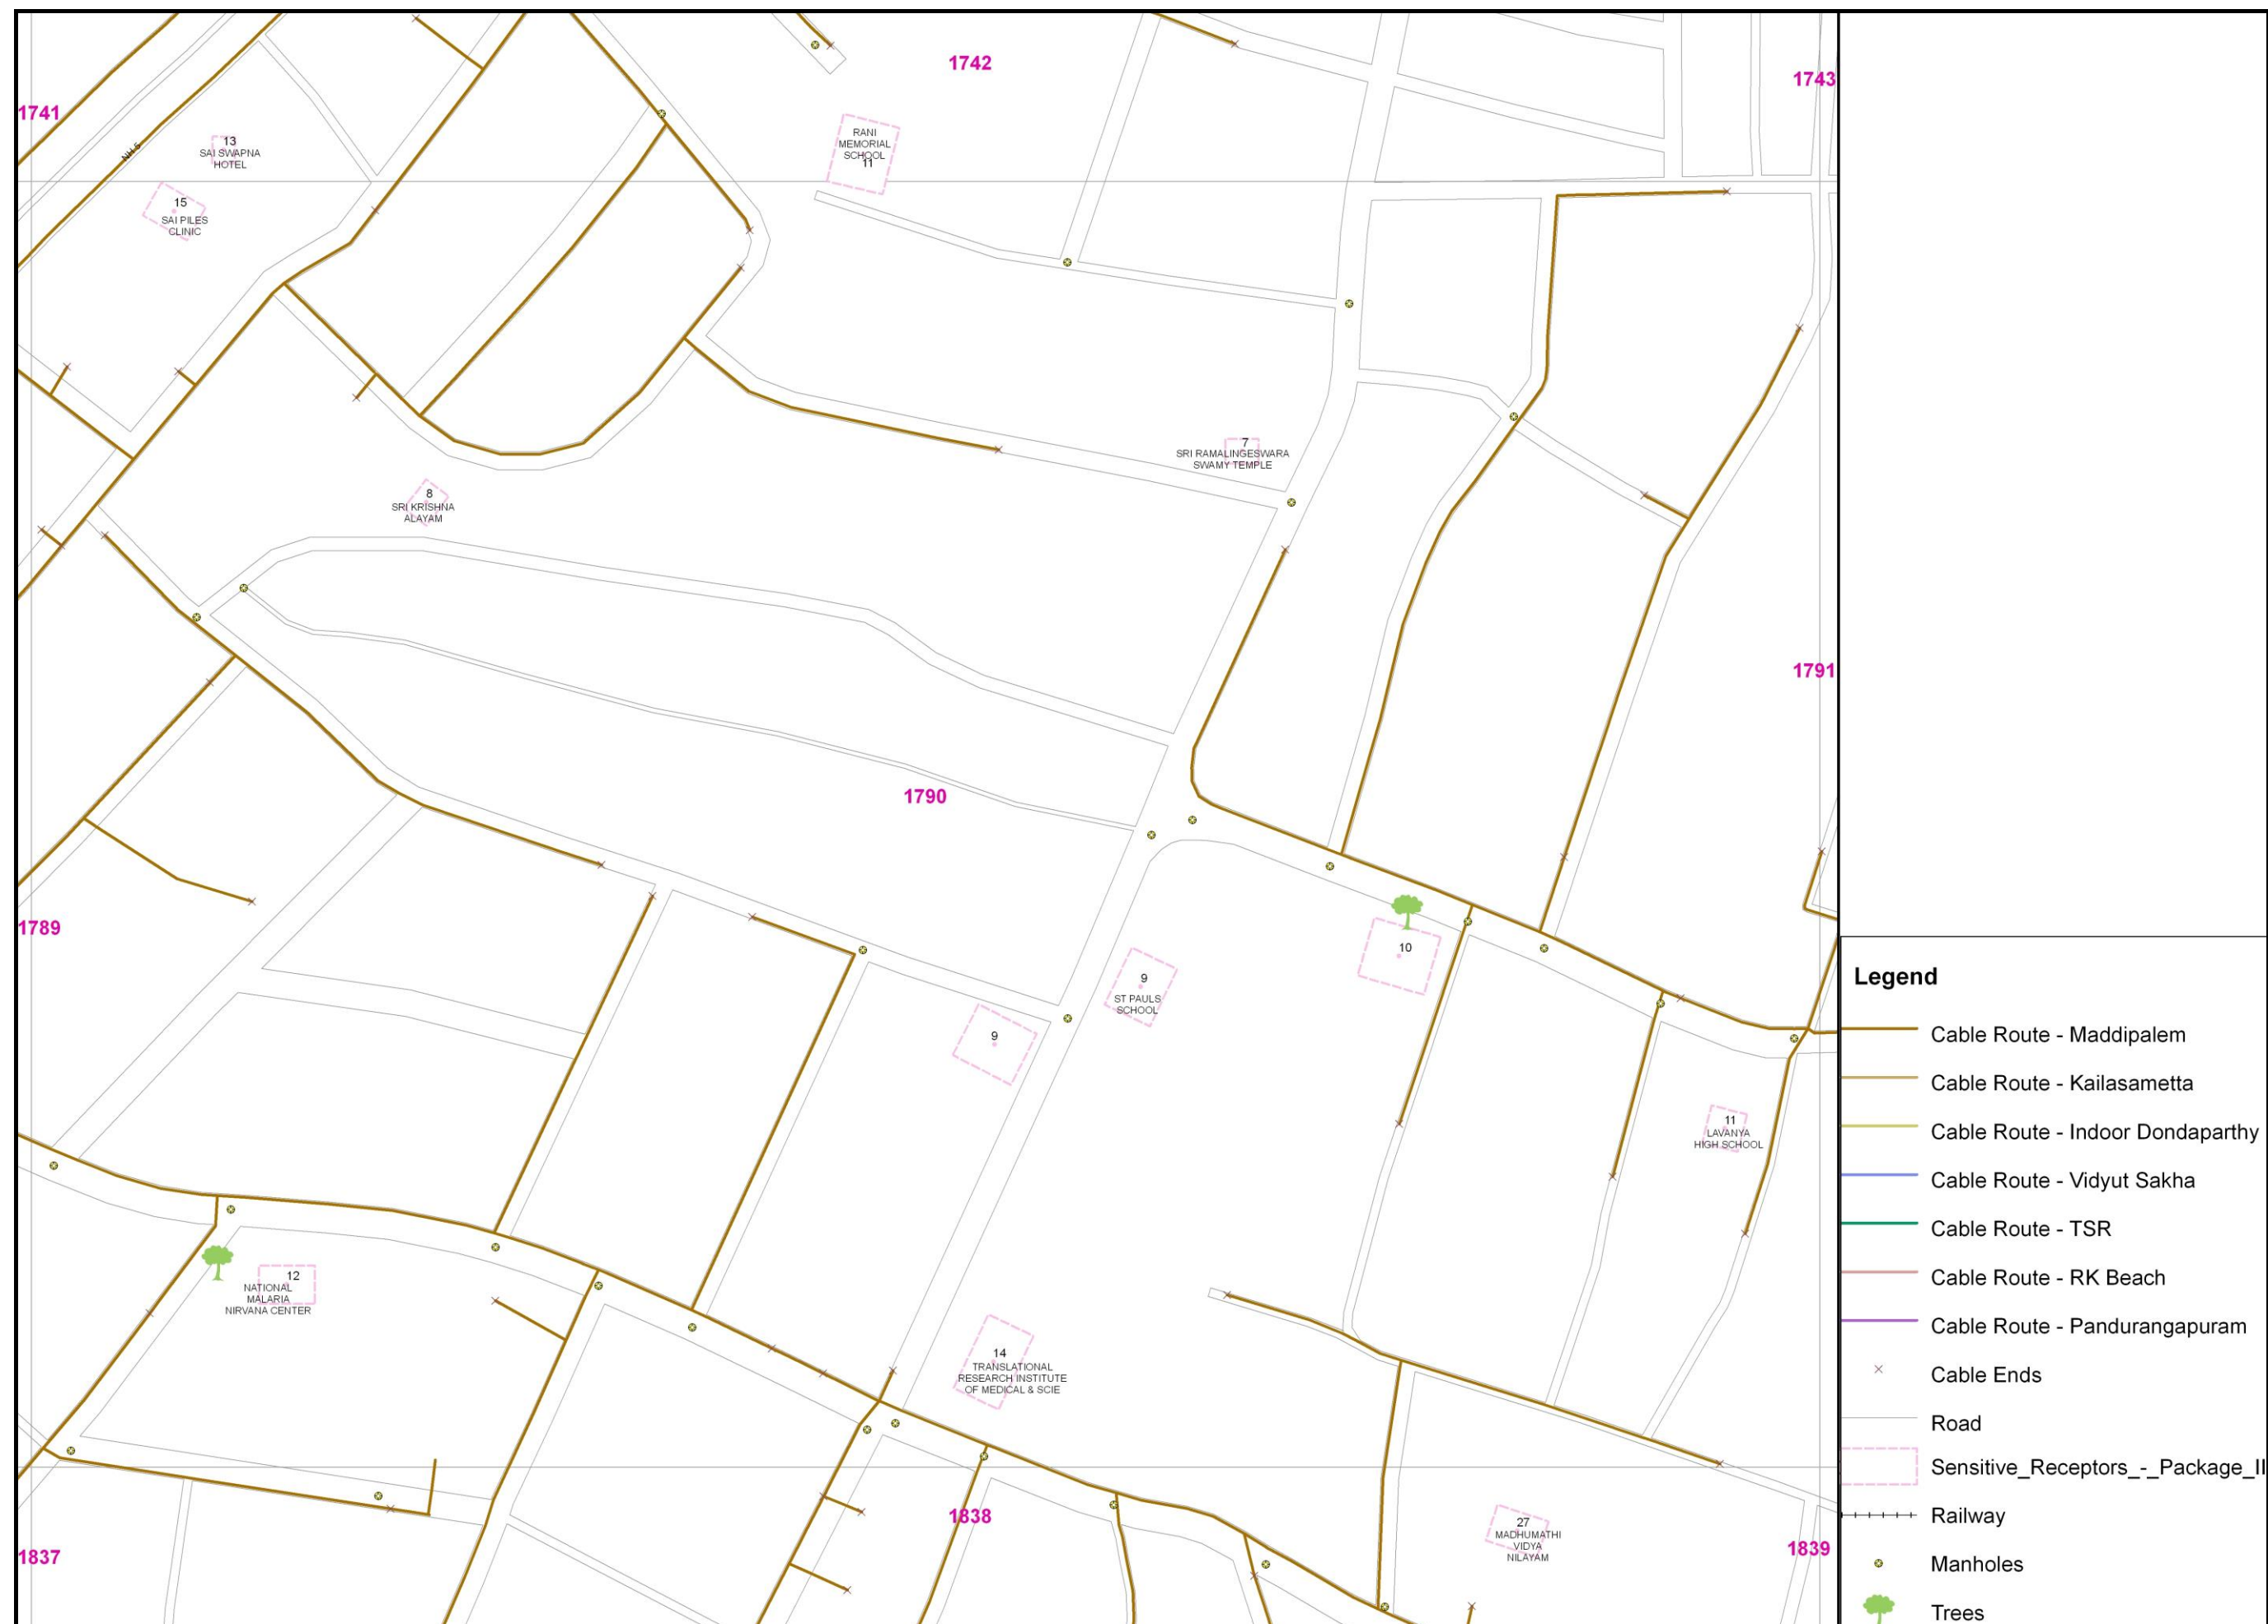 1742
1743
1741
NH-5
13
SAI SWAPNA
HOTEL
RANI
MEMORIAL
SCHOOL
11
15
SAI PILES
CLINIC
7
SRI RAMALINGESWARA
SWAMY TEMPLE
8
SRI KRISHNA
ALAYAM
1791
1790
1789
10
9
ST PAULS
SCHOOL
9
11
LAVANYA
HIGH SCHOOL
12
NATIONAL
MALARIA
NIRVANA CENTER
14
TRANSLATIONAL
RESEARCH INSTITUTE
OF MEDICAL & SCIE
1838
27
MADHUMATHI
VIDYA
NILAYAM
1837
1839
Legend
Cable Route - Maddipalem
Cable Route - Kailasametta
Cable Route - Indoor Dondaparthy
Cable Route - Vidyut Sakha
Cable Route - TSR
Cable Route - RK Beach
Cable Route - Pandurangapuram
Cable Ends
Road
Sensitive_Receptors_-_Package_II
Railway
Manholes
Trees